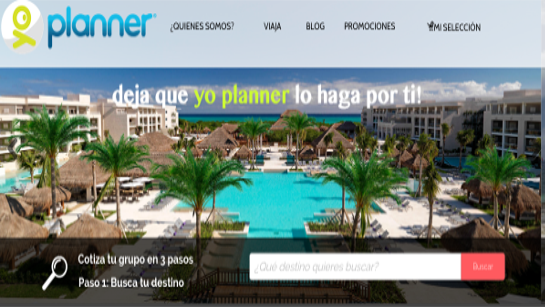 yo planner®
¿QUIENES SOMOS? VIAJA BLOG PROMOCIONES MI SELECCIÓN
deja que yo planner lo haga por ti!
Cotiza tu grupo en 3 pasos
Paso 1: Busca tu destino
¿Qué destino quieres buscar?
Buscar